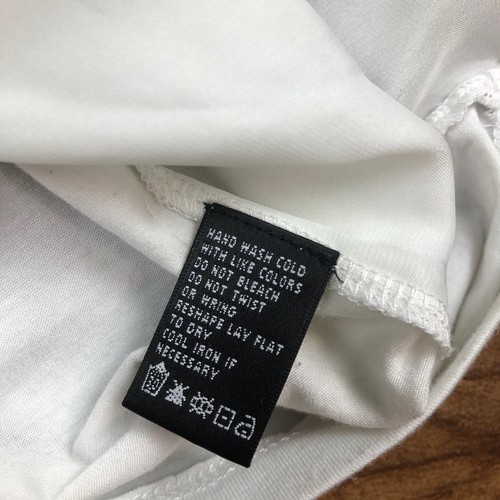 HAND WASH COLD
WITH LIKE COLORS
DO NOT BLEACH
DO NOT TWIST
OR WRING
RESHAPE LAY FLAT
TO DRY
COOL IRON IF
NECESSARY